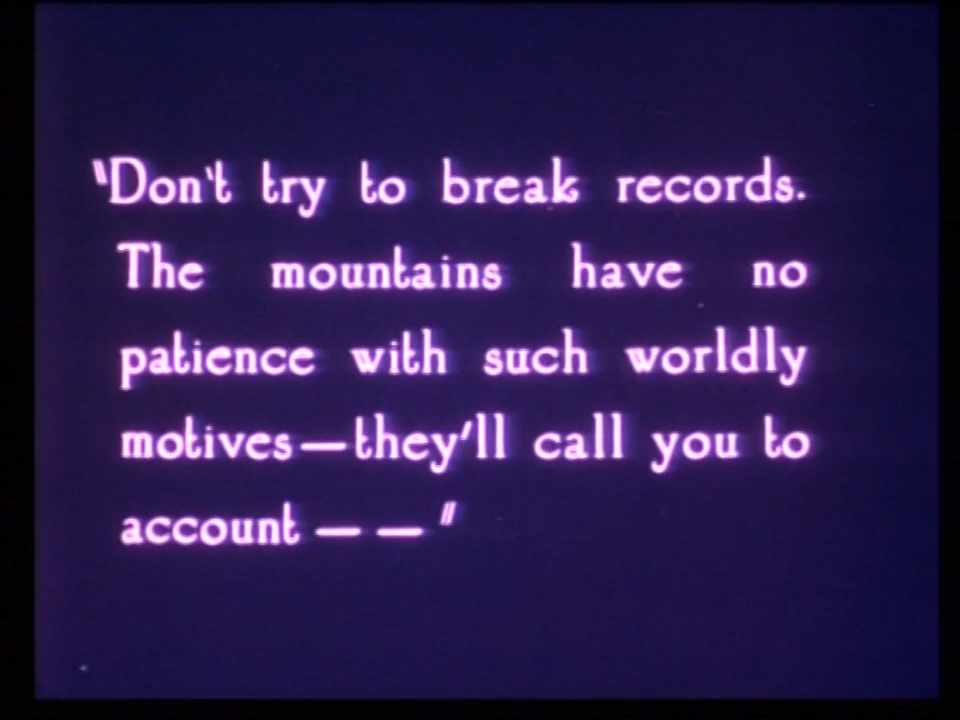 "Don't try to break records.
The mountains have no
patience with such worldly
motives—they'll call you to
account — — "